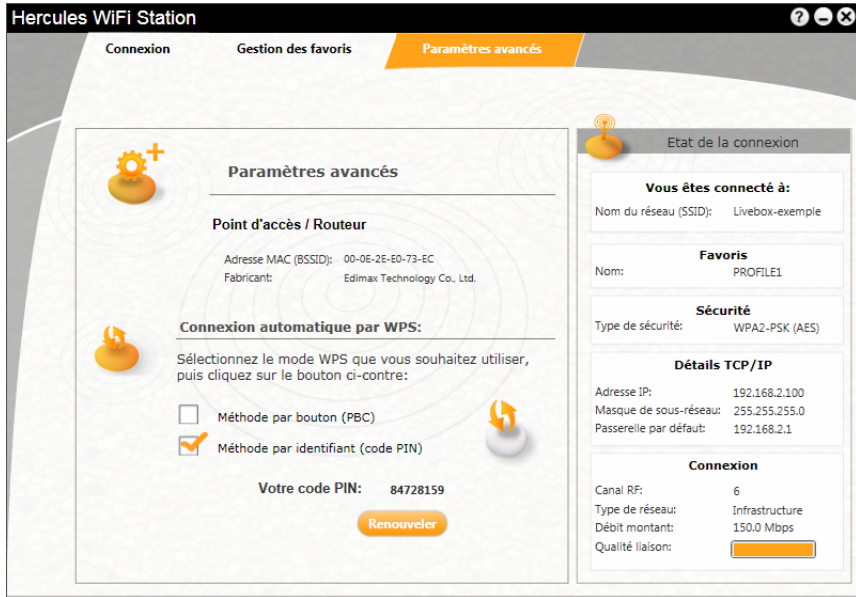 Hercules WiFi Station
Connexion
Gestion des favoris
Paramètres avancés
Paramètres avancés
Point d'accès / Routeur
Adresse MAC (BSSID): 00-0E-2E-E0-73-EC
Fabricant: Edimax Technology Co., Ltd.
Connexion automatique par WPS:
Sélectionnez le mode WPS que vous souhaitez utiliser,
puis cliquez sur le bouton ci-contre:
Méthode par bouton (PBC)
Méthode par identifiant (code PIN)
Votre code PIN: 84728159
Renouveler
Etat de la connexion
Vous êtes connecté à:
Nom du réseau (SSID): Livebox-exemple
Favoris
Nom: PROFILE1
Sécurité
Type de sécurité: WPA2-PSK (AES)
Détails TCP/IP
Adresse IP: 192.168.2.100
Masque de sous-réseau: 255.255.255.0
Passerelle par défaut: 192.168.2.1
Connexion
Canal RF: 6
Type de réseau: Infrastructure
Débit montant: 150.0 Mbps
Qualité liaison: